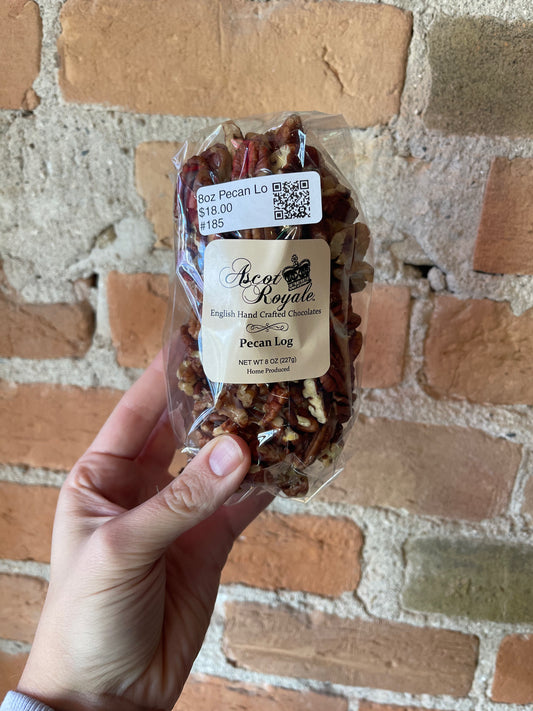 8oz Pecan Lo
$18.00
#185
Ascot
Royale.
English Hand Crafted Chocolates
Pecan Log
NET WT 8 OZ (227g)
Home Produced